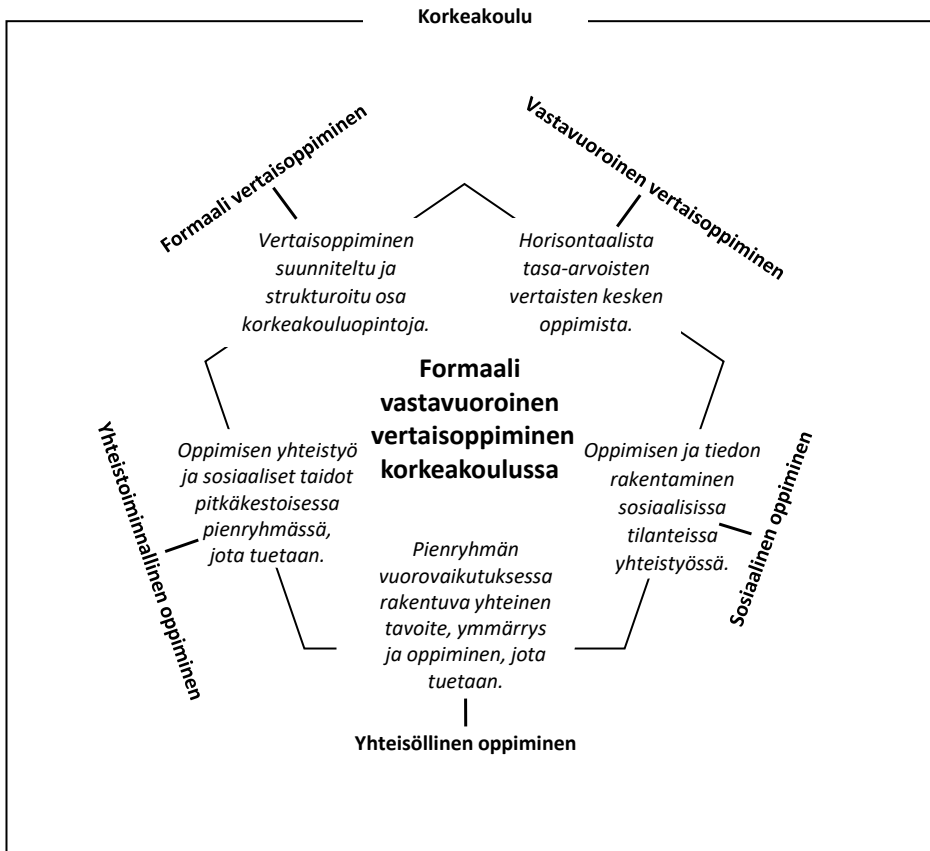 Korkeakoulu
Formaali vertaisoppiminen
Vastavuoroinen vertaisoppiminen
Vertaisoppiminen
suunniteltu ja
strukturoitu osa
korkeakouluopintoja.
Horisontaalista
tasa-arvoisten
vertaisten kesken
oppimista.
Formaali
vastavuoroinen
vertaisoppiminen
korkeakoulussa
Yhteistoiminnallinen oppiminen
Oppimisen yhteistyö
ja sosiaaliset taidot
pitkäkestoisessa
pienryhmässä,
jota tuetaan.
Oppimisen ja tiedon
rakentaminen
sosiaalisissa
tilanteissa
yhteistyössä.
Sosiaalinen oppiminen
Pienryhmän
vuorovaikutuksessa
rakentuva yhteinen
tavoite, ymmärrys
ja oppiminen, jota
tuetaan.
Yhteisöllinen oppiminen